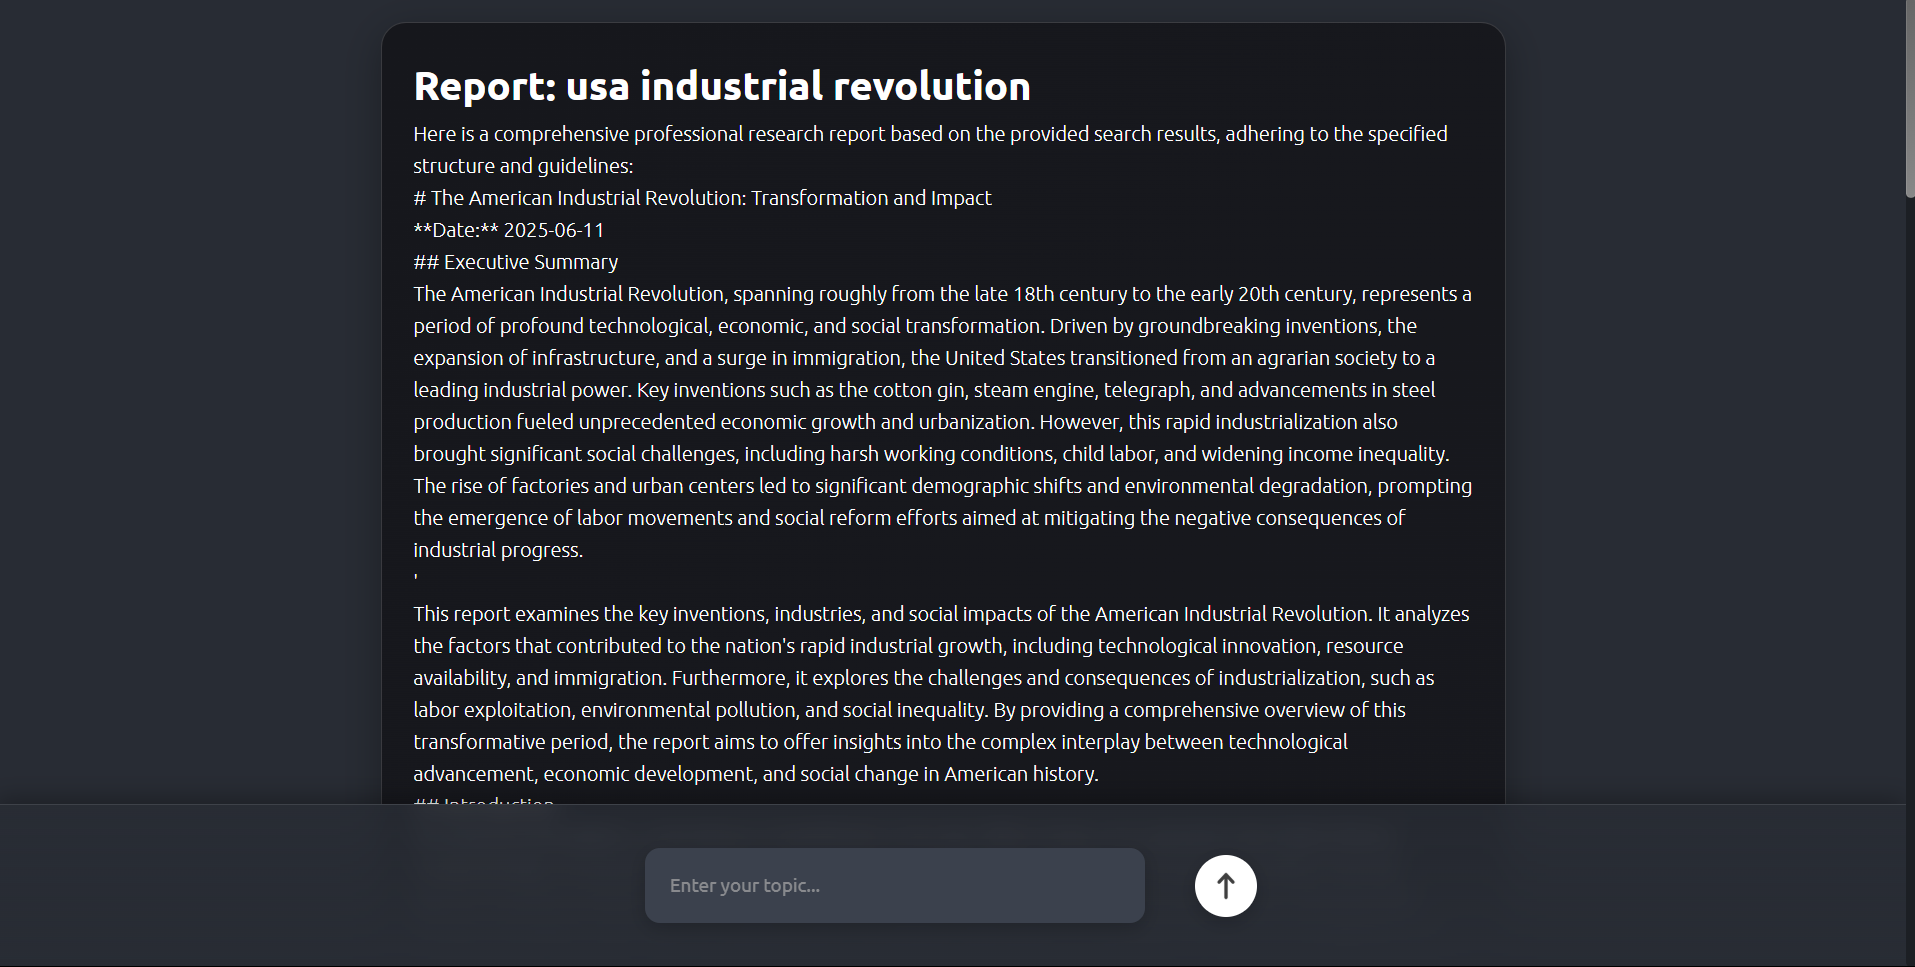 Report: usa industrial revolution
Here is a comprehensive professional research report based on the provided search results, adhering to the specified
structure and guidelines:
# The American Industrial Revolution: Transformation and Impact
**Date:** 2025-06-11
## Executive Summary
The American Industrial Revolution, spanning roughly from the late 18th century to the early 20th century, represents a
period of profound technological, economic, and social transformation. Driven by groundbreaking inventions, the
expansion of infrastructure, and a surge in immigration, the United States transitioned from an agrarian society to a
leading industrial power. Key inventions such as the cotton gin, steam engine, telegraph, and advancements in steel
production fueled unprecedented economic growth and urbanization. However, this rapid industrialization also
brought significant social challenges, including harsh working conditions, child labor, and widening income inequality.
The rise of factories and urban centers led to significant demographic shifts and environmental degradation, prompting
the emergence of labor movements and social reform efforts aimed at mitigating the negative consequences of
industrial progress.
'
This report examines the key inventions, industries, and social impacts of the American Industrial Revolution. It analyzes
the factors that contributed to the nation's rapid industrial growth, including technological innovation, resource
availability, and immigration. Furthermore, it explores the challenges and consequences of industrialization, such as
labor exploitation, environmental pollution, and social inequality. By providing a comprehensive overview of this
transformative period, the report aims to offer insights into the complex interplay between technological
advancement, economic development, and social change in American history.
## Introduction
Enter your topic...